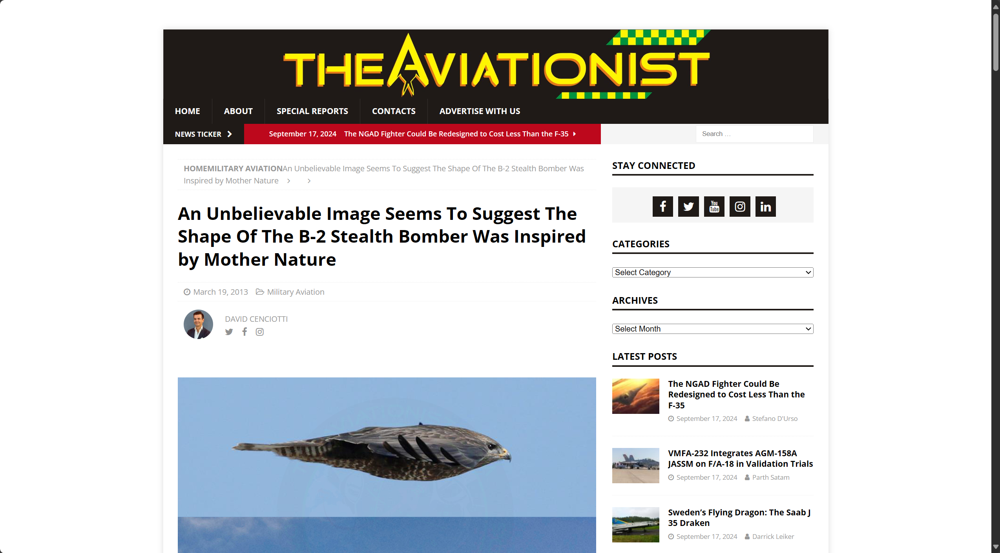 THE AVIATIONIST
HOME
ABOUT
SPECIAL REPORTS
CONTACTS
ADVERTISE WITH US
NEWS TICKER
September 17, 2024 The NGAD Fighter Could Be Redesigned to Cost Less Than the F-35
Search ...
HOMEMILITARY AVIATIONAn Unbelievable Image Seems To Suggest The Shape Of The B-2 Stealth Bomber Was
Inspired by Mother Nature
An Unbelievable Image Seems To Suggest The
Shape Of The B-2 Stealth Bomber Was Inspired
by Mother Nature
March 19, 2013 Military Aviation
DAVID CENCIOTTI
STAY CONNECTED
You
Tube
CATEGORIES
Select Category
ARCHIVES
Select Month
LATEST POSTS
The NGAD Fighter Could Be
Redesigned to Cost Less Than the
F-35
September 17, 2024 Stefano D'Urso
VMFA-232 Integrates AGM-158A
JASSM on F/A-18 in Validation Trials
September 17, 2024 Parth Satam
Sweden’s Flying Dragon: The Saab J
35 Draken
September 17, 2024 Darrick Leiker